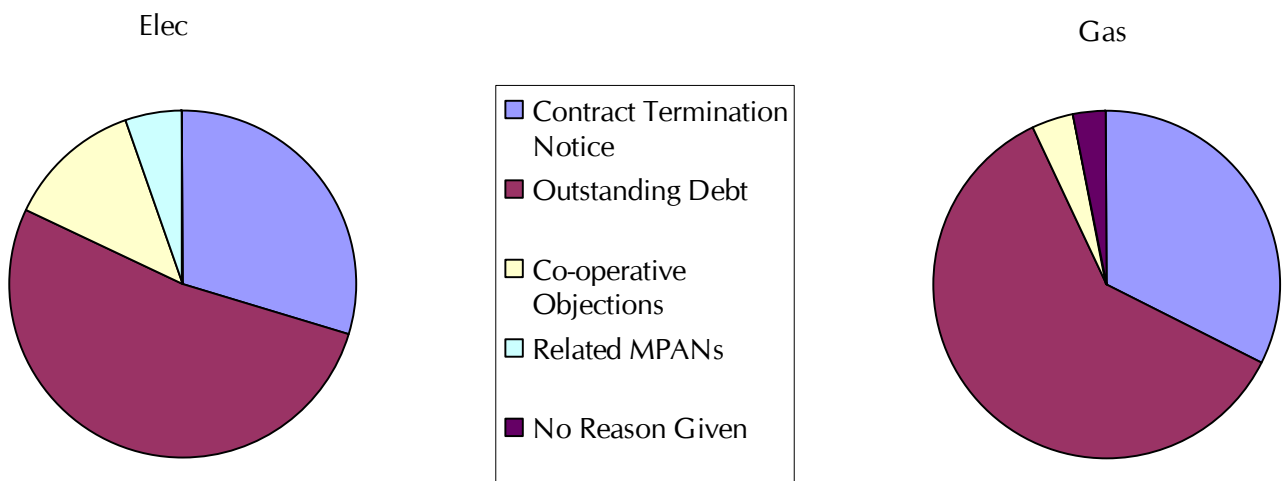 Elec
Gas
Contract Termination
Notice
Outstanding Debt
Co-operative
Objections
Related MPANs
No Reason Given